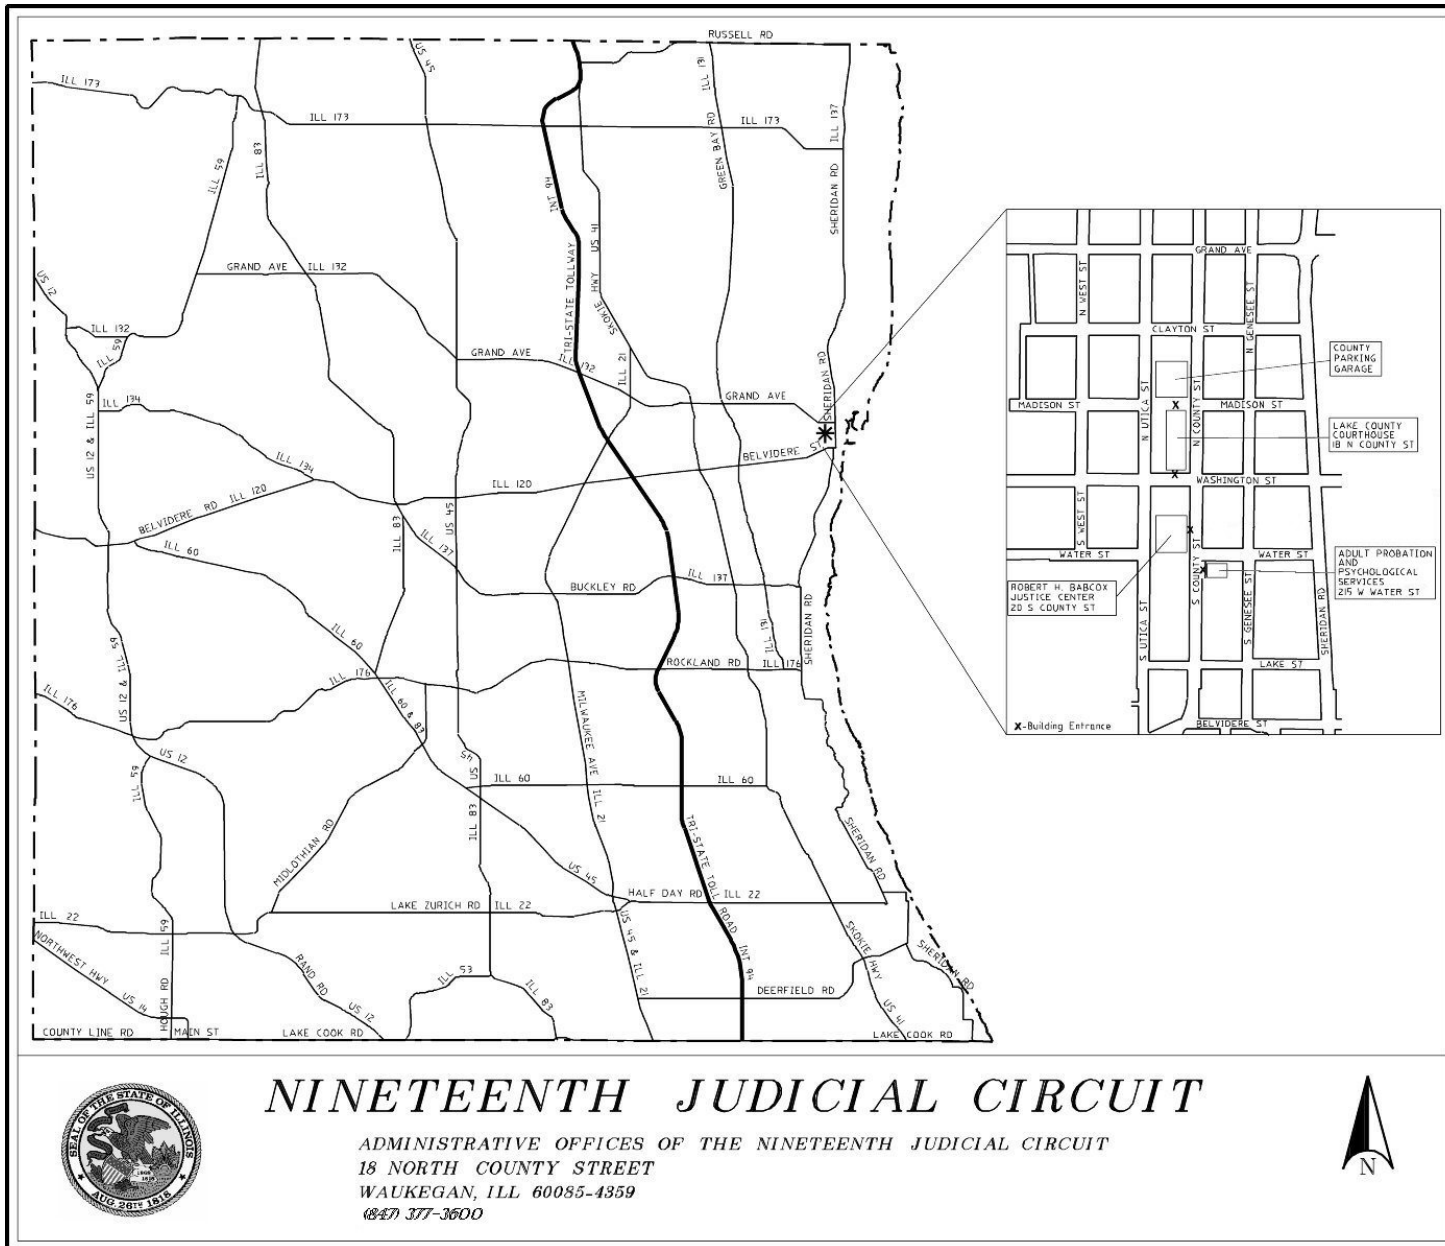 RUSSELL RD
US 45
ILL 131
ILL 173
ILL 173
ILL 173
ILL 137
ILL 83
ILL 59
GREEN BAY RD
SHERIDAN RD
INT 94
US 41
SKOKIE HWY
TRI-STATE TOLLWAY
GRAND AVE ILL 132
US 12
ILL 132
ILL 59
GRAND AVE
ILL 132
ILL 21
SHERIDAN RD
GRAND AVE
US 12 & ILL 59
ILL 134
ILL 134
BELVIDERE ST
ILL 120
BELVIDERE RD ILL 120
US 45
ILL 83
ILL 137
ILL 60
BUCKLEY RD
ILL 137
SHERIDAN RD
ILL 131
ILL 60
US 12 & ILL 59
ILL 176
ILL 176
ROCKLAND RD
ILL 176
ILL 60 & 83
MILWAUKEE AVE
ILL 21
US 12
US 45
ILL 59
ILL 60
ILL 60
ILL 83
MIDLOTHIAN RD
TRI-STATE TOLL ROAD INT 94
SHERIDAN RD
US 45
HALF DAY RD ILL 22
LAKE ZURICH RD ILL 22
ILL 22
NORTHWEST HWY
US 14
HOUGH RD ILL 59
RAND RD
US 12
ILL 53
ILL 83
US 45 & ILL 21
SKOKIE HWY
US 41
SHERIDAN RD
DEERFIELD RD
COUNTY LINE RD
MAIN ST
LAKE COOK RD
LAKE COOK RD
GRAND AVE
N WEST ST
N GENESEE ST
CLAYTON ST
COUNTY
PARKING
GARAGE
N UTICA ST
N COUNTY ST
MADISON ST
X
MADISON ST
LAKE COUNTY
COURTHOUSE
18 N COUNTY ST
X
WASHINGTON ST
S WEST ST
X
S COUNTY ST
WATER ST
WATER ST
X
ADULT PROBATION
AND
PSYCHOLOGICAL
SERVICES
215 W WATER ST
ROBERT H. BABCOX
JUSTICE CENTER
20 S COUNTY ST
S UTICA ST
S GENESEE ST
SHERIDAN RD
LAKE ST
BELVIDERE ST
X-Building Entrance
NINETEENTH JUDICIAL CIRCUIT
ADMINISTRATIVE OFFICES OF THE NINETEENTH JUDICIAL CIRCUIT
18 NORTH COUNTY STREET
WAUKEGAN, ILL 60085-4359
(847) 377-3600
SEAL OF THE STATE OF ILLINOIS
AUG. 26TH 1818
N